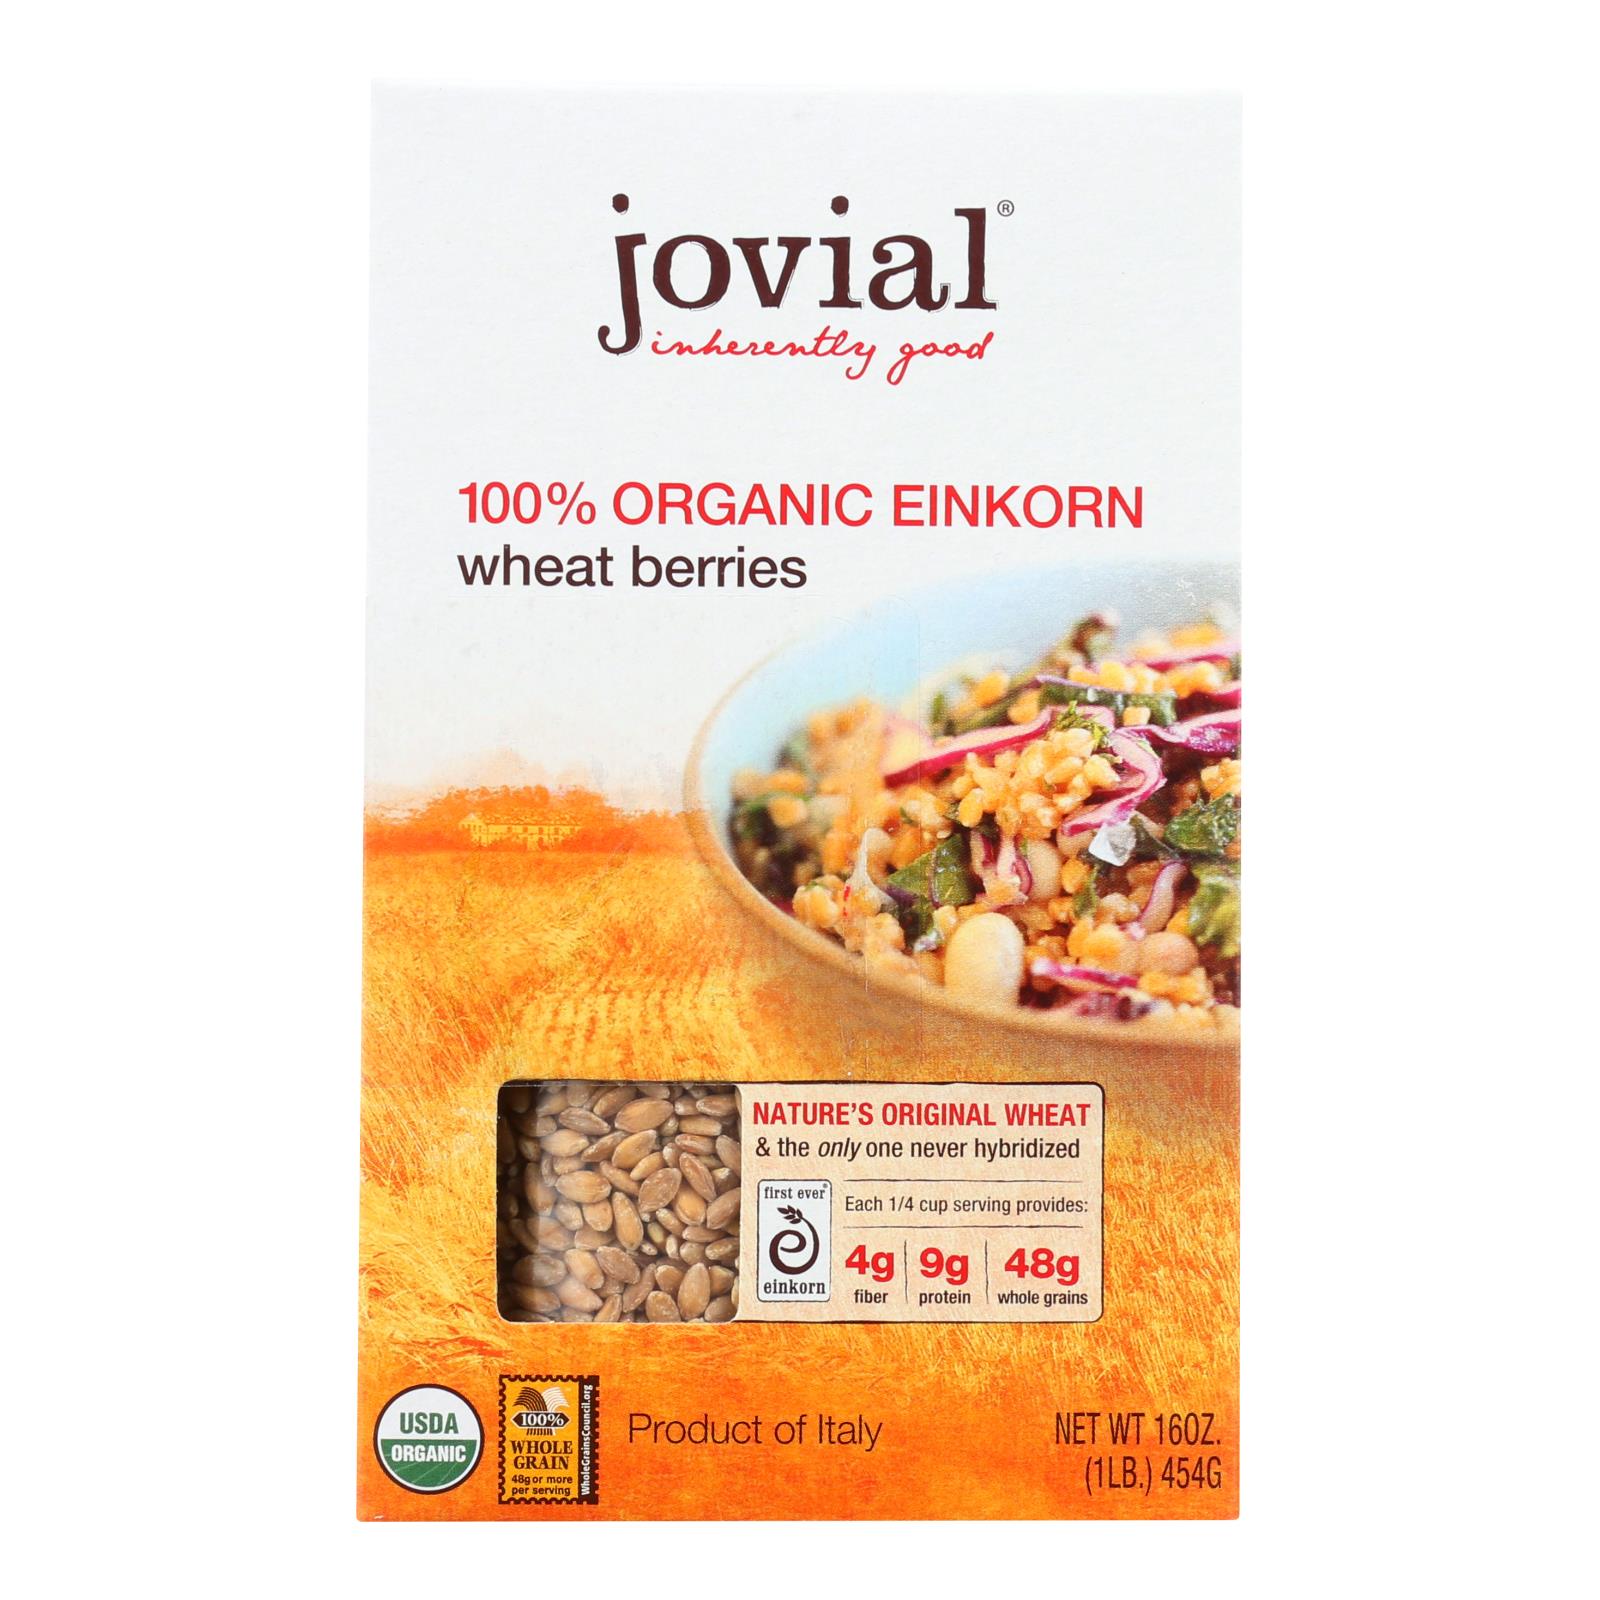 jovial®
inherently good
100% ORGANIC EINKORN
wheat berries
NATURE'S ORIGINAL WHEAT
& the only one never hybridized
first ever®
einkorn
Each 1/4 cup serving provides:
4g fiber
9g protein
48g whole grains
USDA
ORGANIC
100%
WHOLE
GRAIN
48g or more
per serving
WholeGrainsCouncil.org
Product of Italy
NET WT 16OZ.
(1LB.) 454G